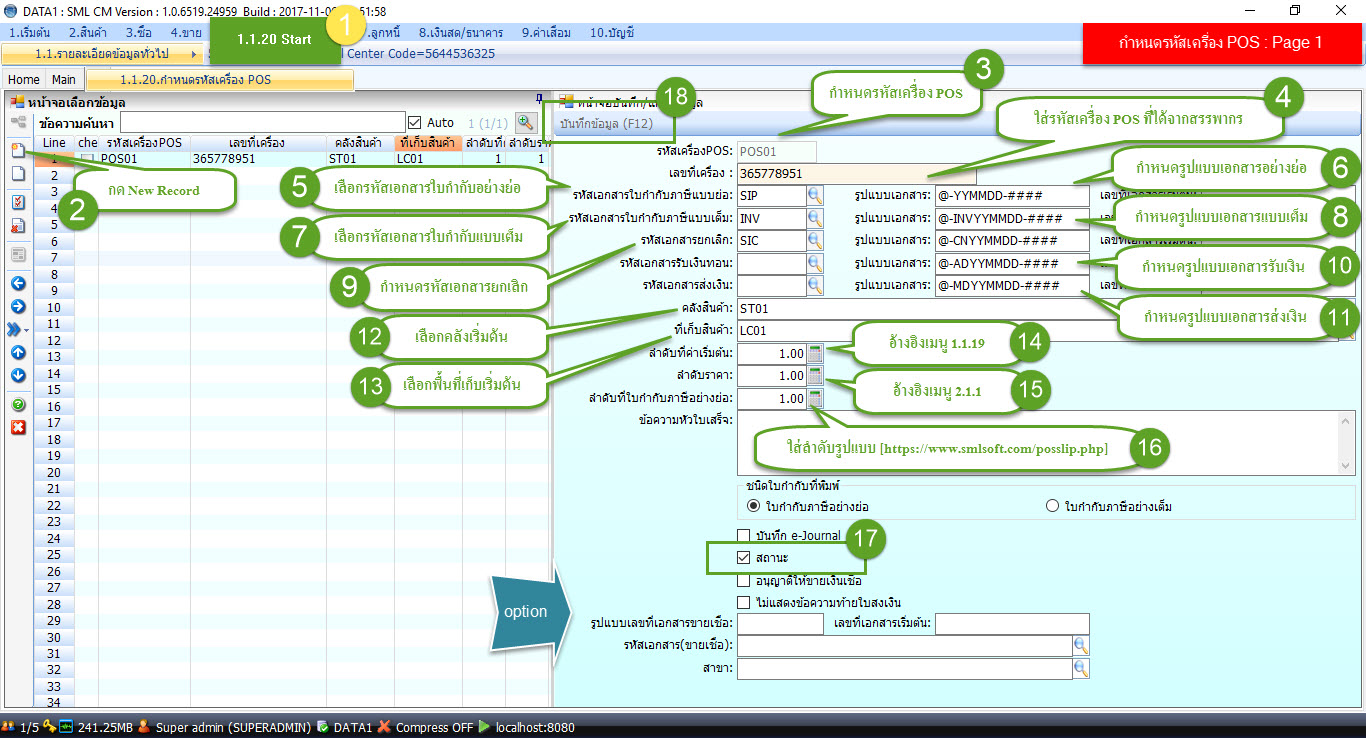 DATA1 : SML CM Version : 1.0.6519.24959 Build : 2017-11-0 51:58
1.เริ่มต้น 2.สินค้า 3.ซื้อ 4.ขาย .ลูกหนี้ 8.เงินสด/ธนาคาร 9.ค่าเสื่อม 10.บัญชี
1.1.20 Start
1
กำหนดรหัสเครื่อง POS : Page 1
1.1.รายละเอียดข้อมูลทั่วไป
Center Code=5644536325
Home Main 1.1.20.กำหนดรหัสเครื่อง POS
หน้าจอเลือกข้อมูล
ข้อความค้นหา Auto 1 (1/1)
Line che รหัสเครื่องPOS เลขที่เครื่อง คลังสินค้า ที่เก็บสินค้า ลำดับที่ ลำดับรา
1 POS01 365778951 ST01 LC01 1 1
2
3
4
5
6
7
8
9
10
11
12
13
14
15
16
17
18
19
20
21
22
23
24
25
26
27
28
29
30
31
32
33
34
กด New Record
2
18
หน้าจอบันทึก/แก้ไขข้อมูล
บันทึกข้อมูล (F12)
กำหนดรหัสเครื่อง POS
3
ใส่รหัสเครื่อง POS ที่ได้จากสรรพากร
4
รหัสเครื่องPOS: POS01
เลขที่เครื่อง : 365778951
รหัสเอกสารใบกำกับภาษีแบบย่อ: SIP รูปแบบเอกสาร: @-YYMMDD-####
รหัสเอกสารใบกำกับภาษีแบบเต็ม: INV รูปแบบเอกสาร: @-INVYYMMDD-####
รหัสเอกสารยกเลิก: SIC รูปแบบเอกสาร: @-CNYYMMDD-####
รหัสเอกสารรับเงินทอน: รูปแบบเอกสาร: @-ADYYMMDD-####
รหัสเอกสารส่งเงิน: รูปแบบเอกสาร: @-MDYYMMDD-####
คลังสินค้า: ST01
ที่เก็บสินค้า: LC01
ลำดับที่ค่าเริ่มต้น: 1.00
ลำดับราคา: 1.00
ลำดับที่ใบกำกับภาษีอย่างย่อ: 1.00
ข้อความหัวใบเสร็จ:
5
เลือกรหัสเอกสารใบกำกับอย่างย่อ
6
กำหนดรูปแบบเอกสารอย่างย่อ
7
เลือกรหัสเอกสารใบกำกับแบบเต็ม
8
กำหนดรูปแบบเอกสารแบบเต็ม
9
กำหนดรหัสเอกสารยกเลิก
10
กำหนดรูปแบบเอกสารรับเงิน
11
กำหนดรูปแบบเอกสารส่งเงิน
12
เลือกคลังเริ่มต้น
13
เลือกพื้นที่เก็บเริ่มต้น
14
อ้างอิงเมนู 1.1.19
15
อ้างอิงเมนู 2.1.1
16
ใส่ลำดับรูปแบบ [https://www.smlsoft.com/posslip.php]
ชนิดใบกำกับที่พิมพ์
ใบกำกับภาษีอย่างย่อ ใบกำกับภาษีอย่างเต็ม
บันทึก e-Journal
17
สถานะ
อนุญาติให้ขายเงินเชื่อ
ไม่แสดงข้อความท้ายใบส่งเงิน
option
รูปแบบเลขที่เอกสารขายเชื่อ: เลขที่เอกสารเริ่มต้น:
รหัสเอกสาร(ขายเชื่อ):
สาขา:
1/5 241.25MB Super admin (SUPERADMIN) DATA1 Compress OFF localhost:8080